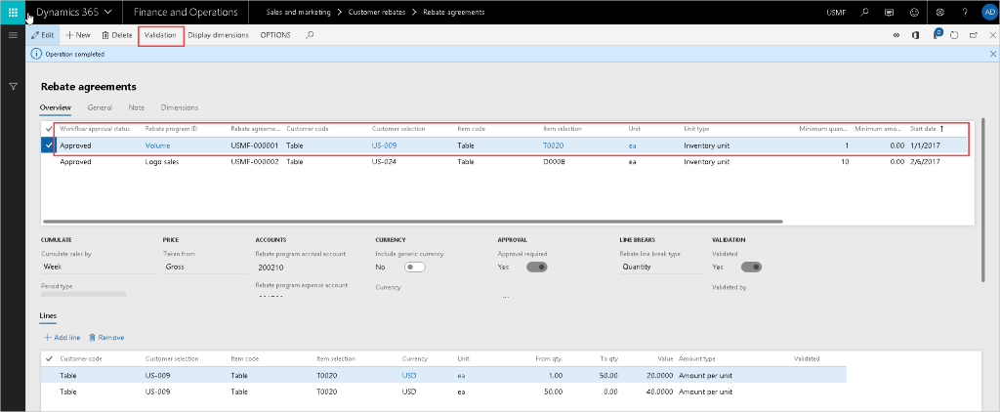 Dynamics 365 Finance and Operations Sales and marketing Customer rebates Rebate agreements USMF ? AD
Edit New Delete Validation Display dimensions OPTIONS 0
Operation completed
Rebate agreements
Overview General Note Dimensions
Workflow approval status Rebate program ID Rebate agreeme... Customer code Customer selection Item code Item selection Unit Unit type Minimum quan... Minimum amo... Start date
Approved Volume USMF-000001 Table US-009 Table T0020 ea Inventory unit 1 0.00 1/1/2017
Approved Logo sales USMF-000002 Table US-024 Table D0008 ea Inventory unit 10 0.00 2/6/2017
CUMULATE PRICE ACCOUNTS CURRENCY APPROVAL LINE BREAKS VALIDATION
Cumulate sales by Taken from Rebate program accrual account Include generic currency Approval required Rebate line break type Validated
Week Gross 200210 No Yes Quantity Yes
Period type Rebate program expense account Currency ... Validated by
Lines
Add line Remove
Customer code Customer selection Item code Item selection Currency Unit From qty. To qty Value Amount type Validated
Table US-009 Table T0020 USD ea 1.00 50.00 20.0000 Amount per unit
Table US-009 Table T0020 USD ea 50.00 0.00 40.0000 Amount per unit